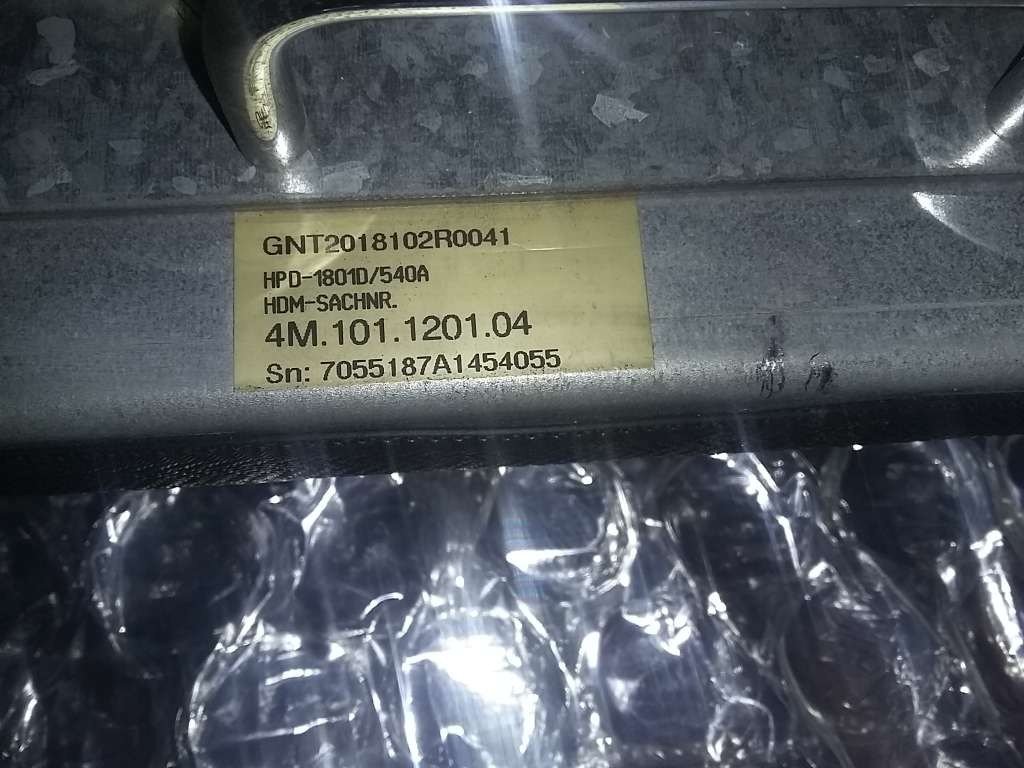 GNT2018102R0041
HPD-1801D/540A
HDM-SACHNR.
4M.101.1201.04
Sn: 7055187A1454055